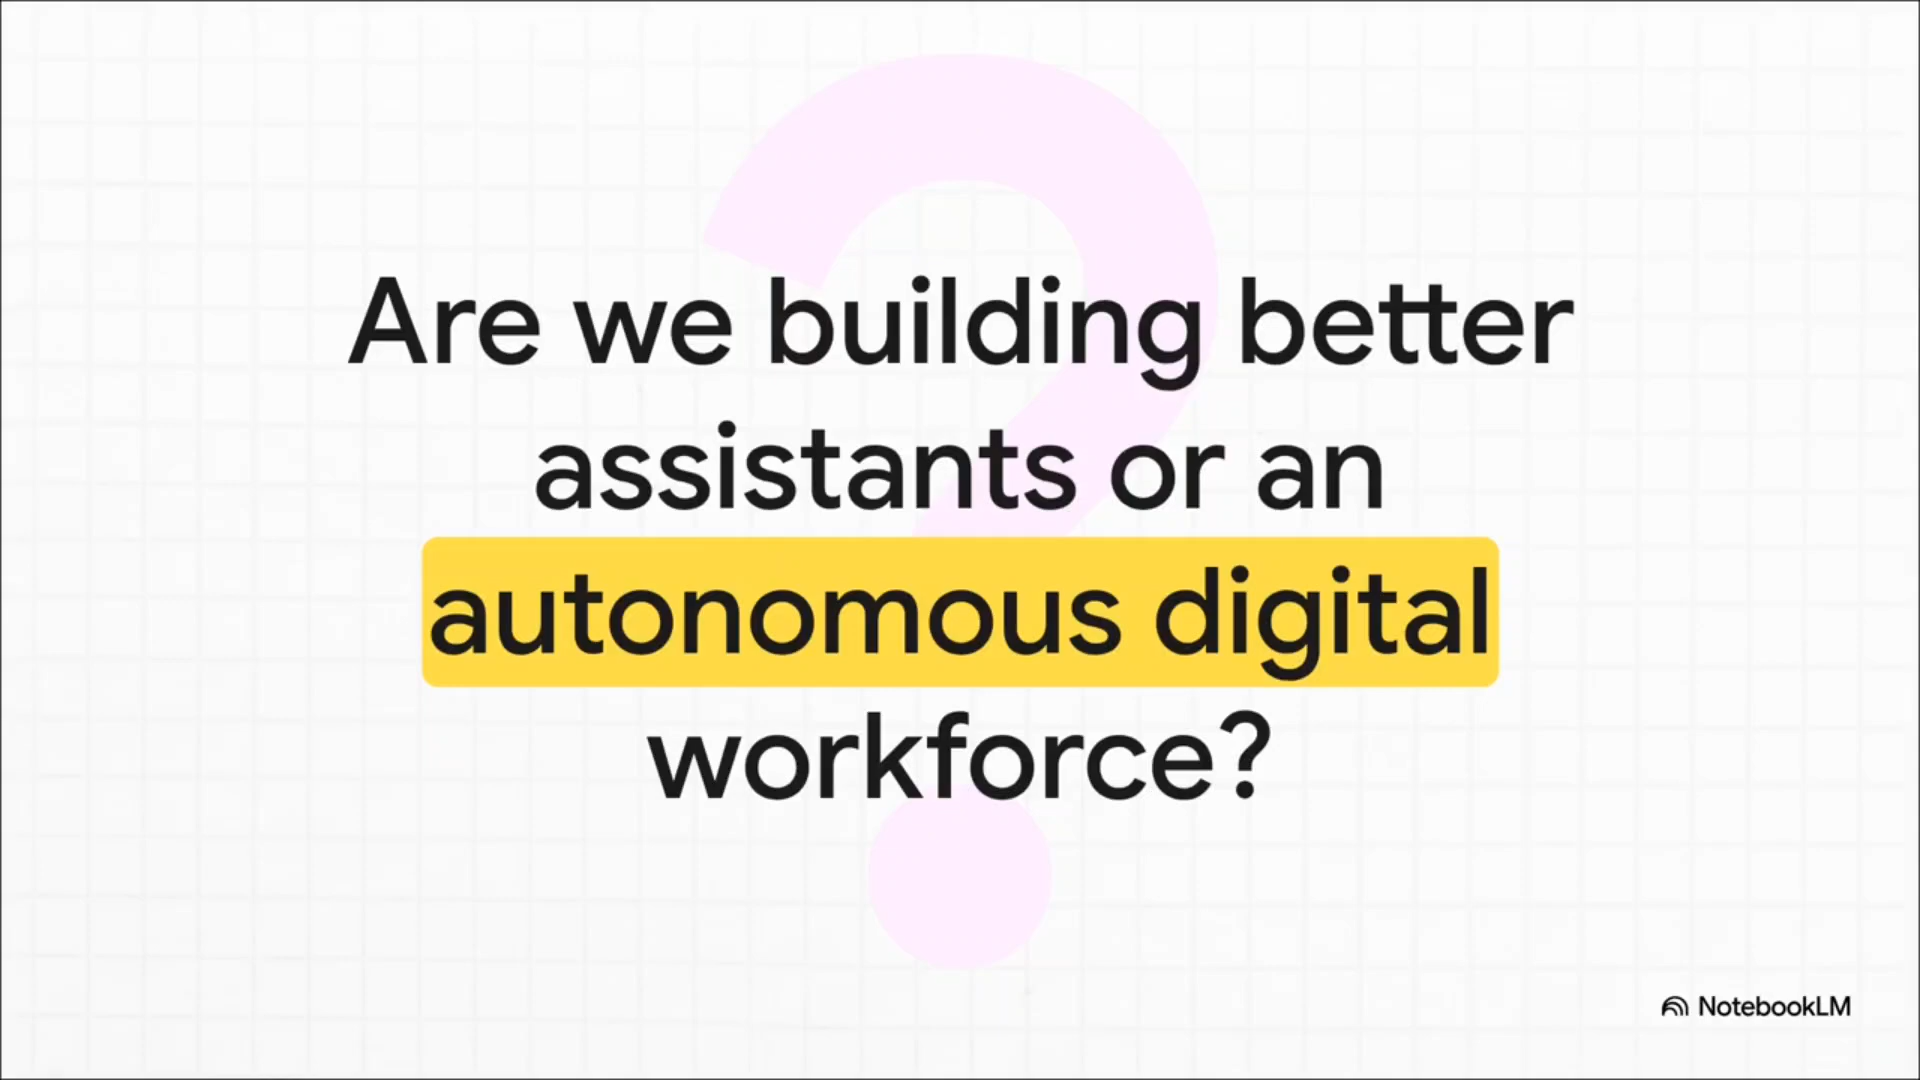 Are we building better
assistants or an
autonomous digital
workforce?
NotebookLM